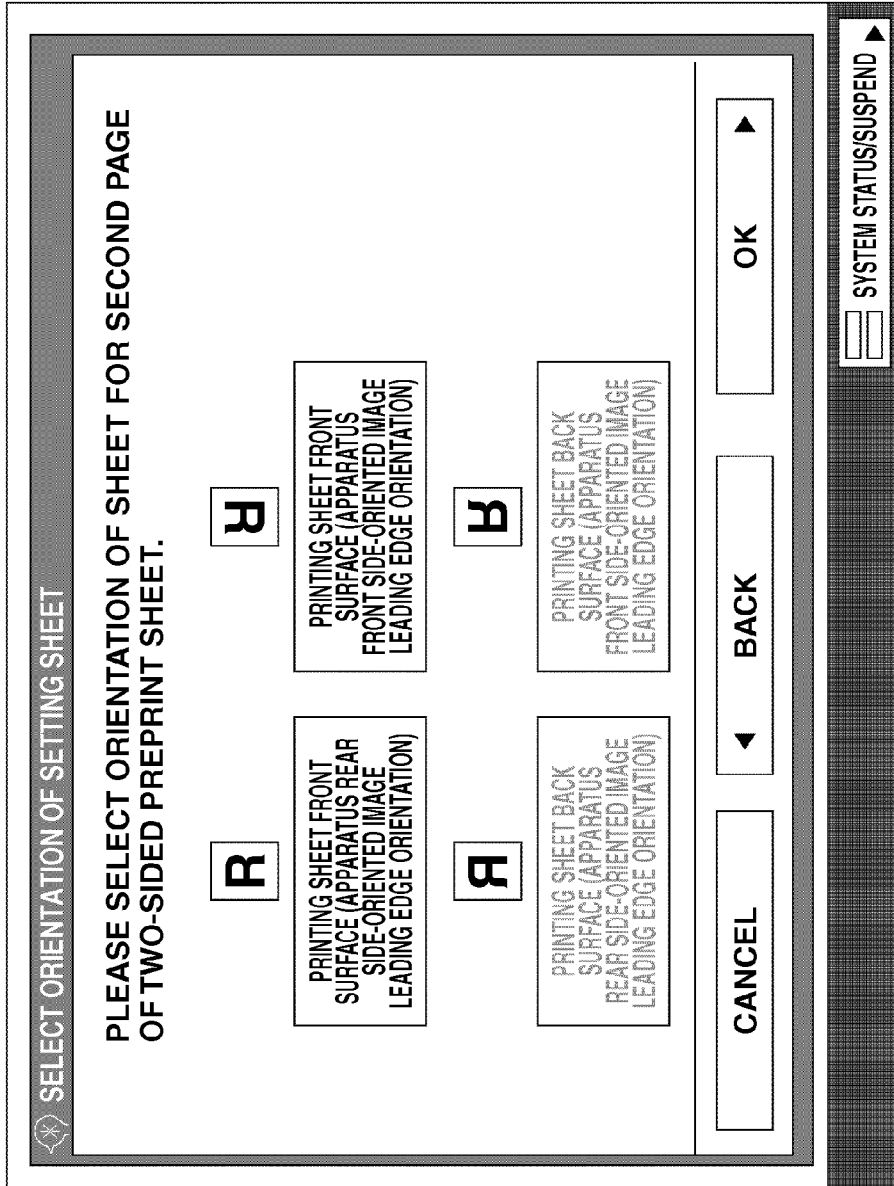 SELECT ORIENTATION OF SETTING SHEET
PLEASE SELECT ORIENTATION OF SHEET FOR SECOND PAGE
OF TWO-SIDED PREPRINT SHEET.
R
PRINTING SHEET FRONT
SURFACE (APPARATUS REAR
SIDE-ORIENTED IMAGE
LEADING EDGE ORIENTATION)
R
PRINTING SHEET FRONT
SURFACE (APPARATUS
FRONT SIDE-ORIENTED IMAGE
LEADING EDGE ORIENTATION)
R
PRINTING SHEET BACK
SURFACE (APPARATUS
REAR SIDE-ORIENTED IMAGE
LEADING EDGE ORIENTATION)
R
PRINTING SHEET BACK
SURFACE (APPARATUS
FRONT SIDE-ORIENTED IMAGE
LEADING EDGE ORIENTATION)
CANCEL
◀ BACK
OK ▶
SYSTEM STATUS/SUSPEND ▶